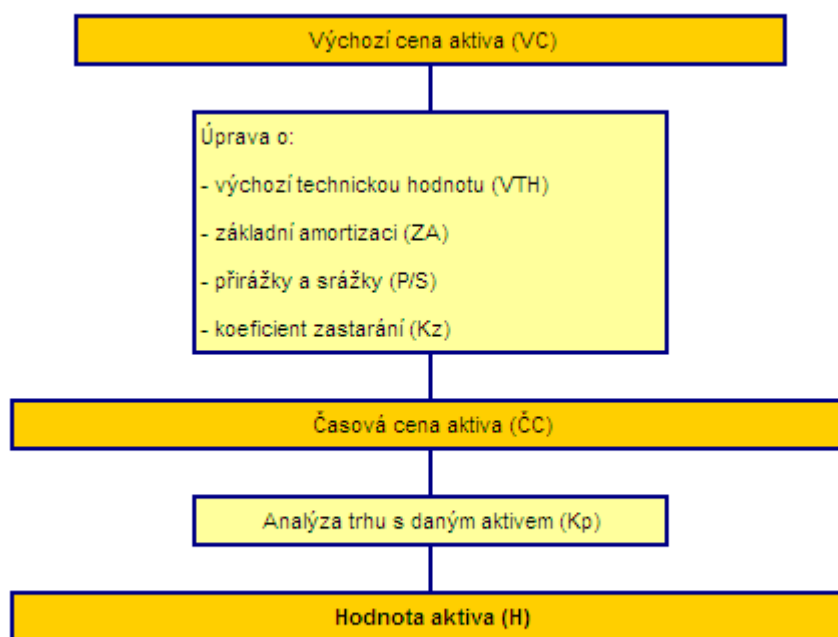 Výchozí cena aktiva (VC)
Úprava o:
- výchozí technickou hodnotu (VTH)
- základní amortizaci (ZA)
- přirážky a srážky (P/S)
- koeficient zastarání (Kz)
Časová cena aktiva (ČC)
Analýza trhu s daným aktivem (Kp)
Hodnota aktiva (H)